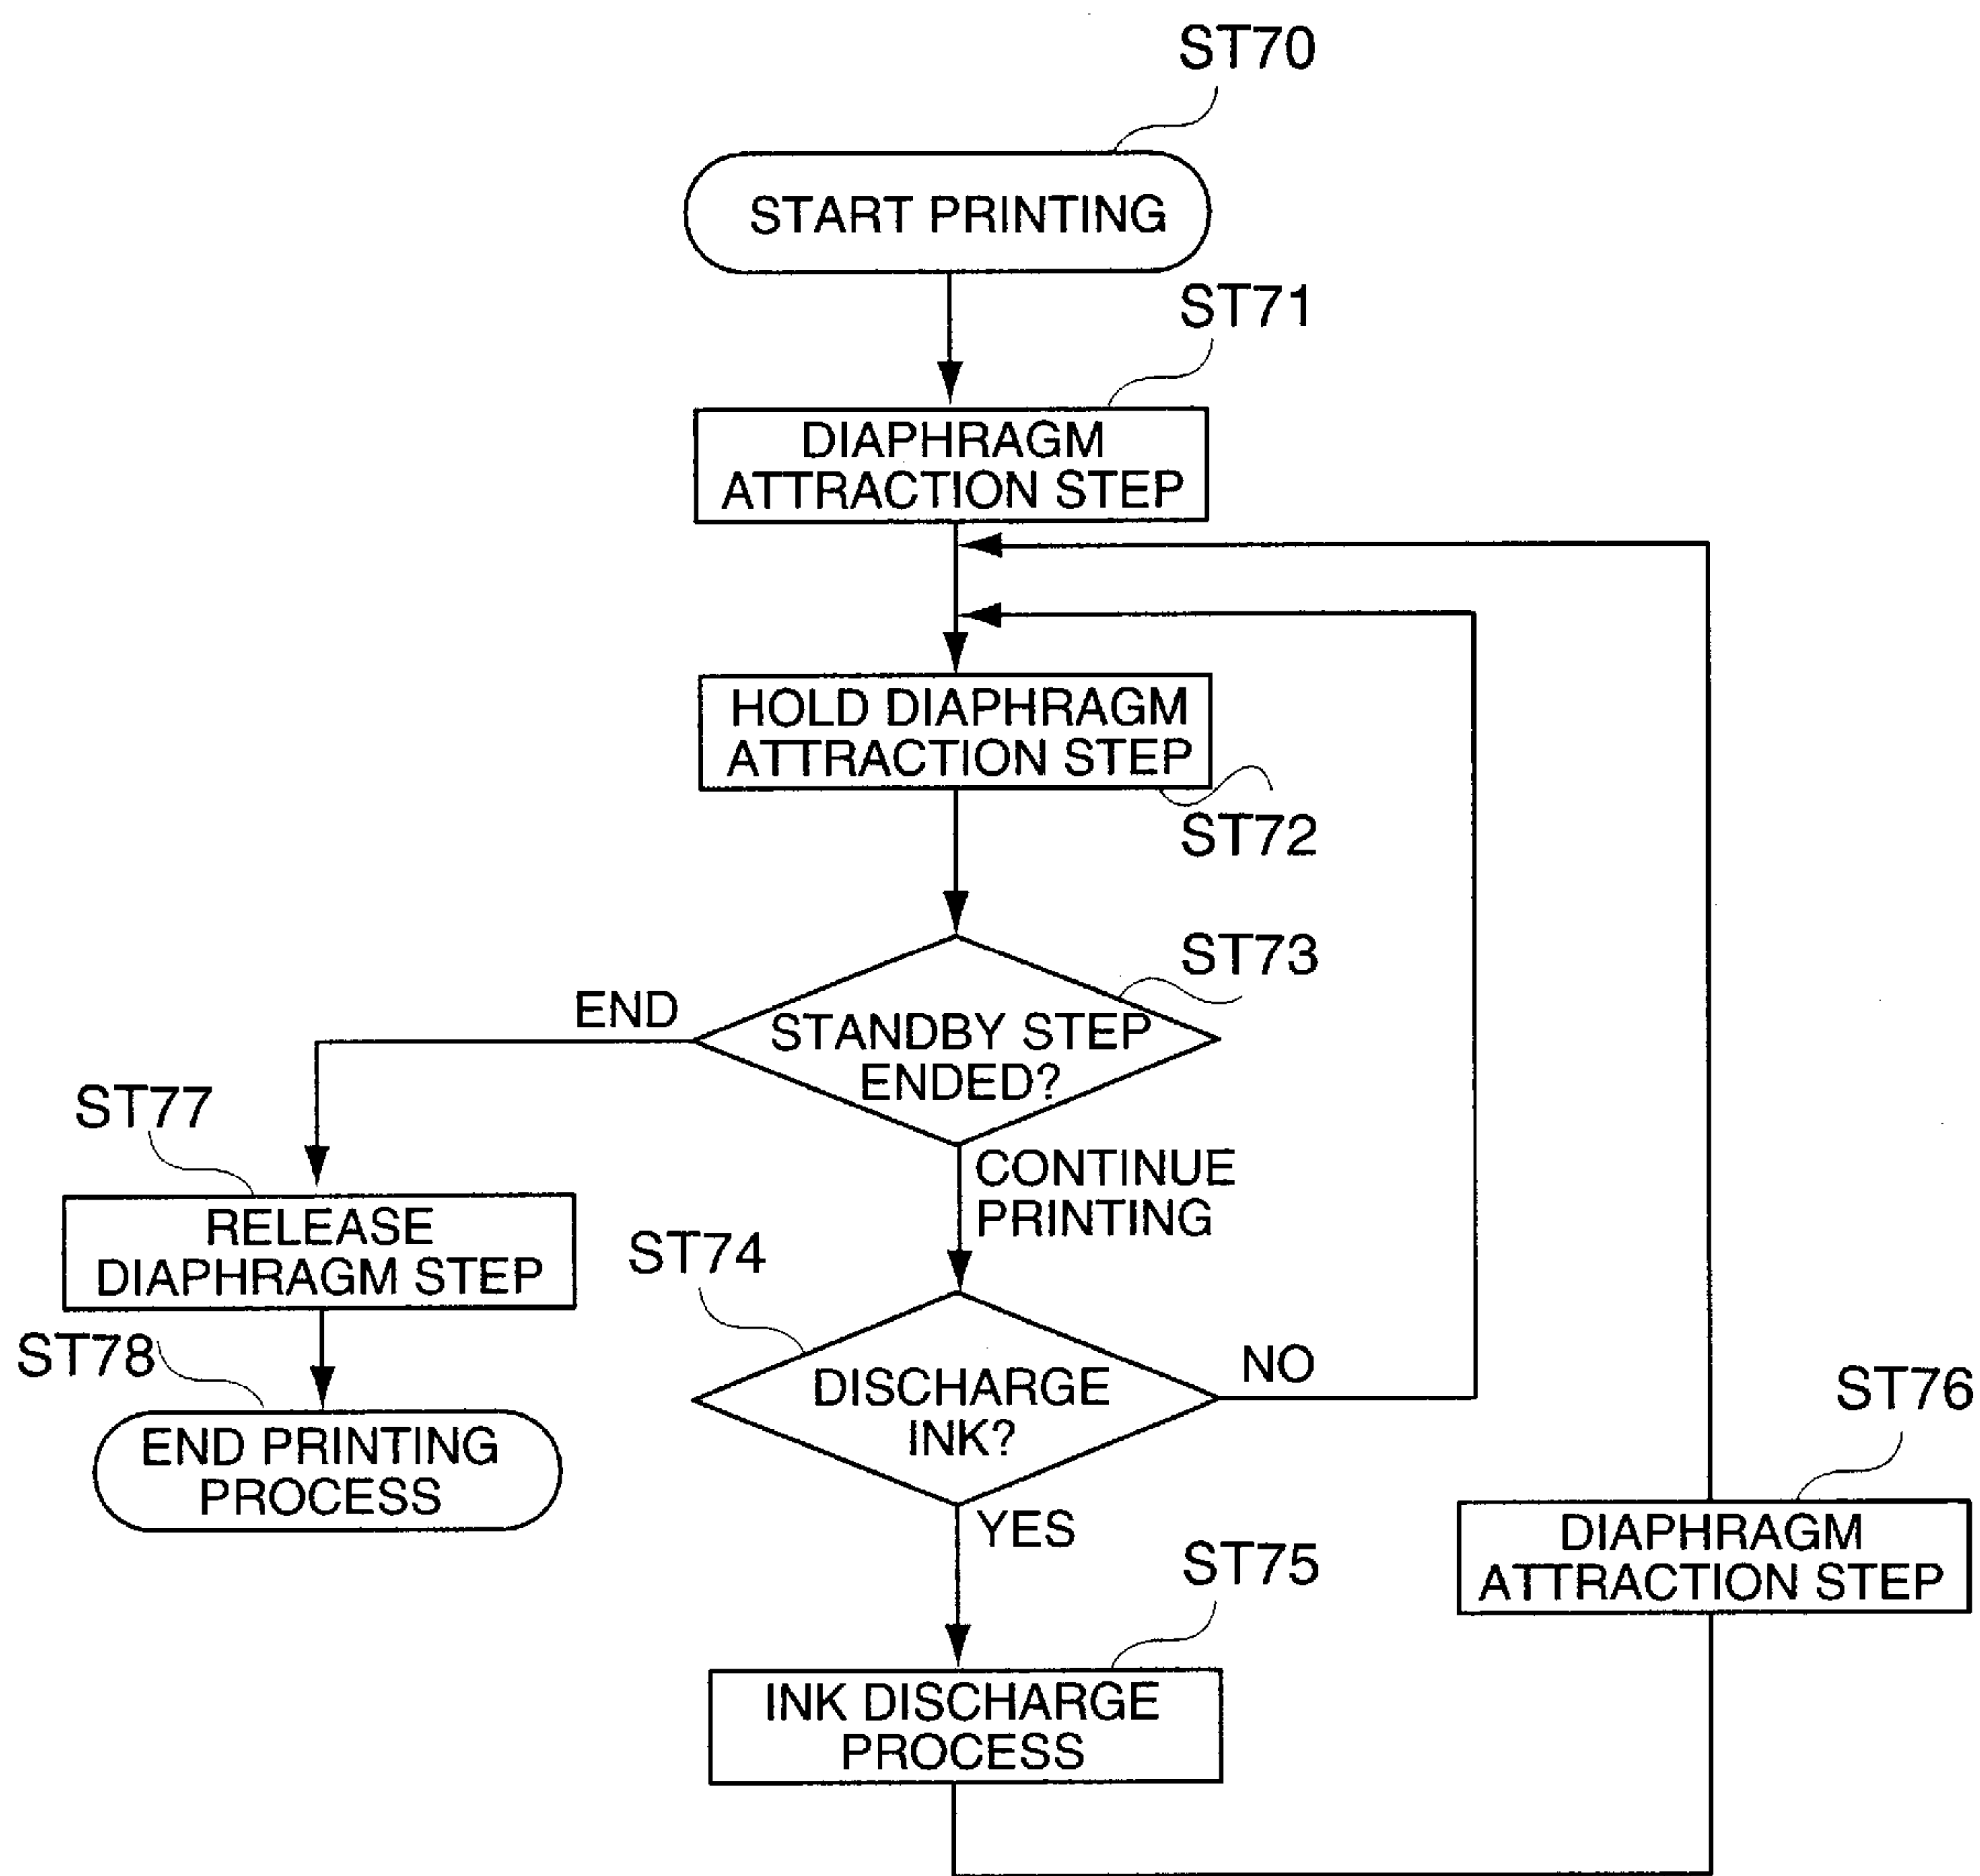 ST70
START PRINTING
ST71
DIAPHRAGM
ATTRACTION STEP
HOLD DIAPHRAGM
ATTRACTION STEP
ST72
ST73
END
STANDBY STEP
ENDED?
ST77
CONTINUE
PRINTING
RELEASE
DIAPHRAGM STEP
ST74
ST78
DISCHARGE
INK?
NO
ST76
END PRINTING
PROCESS
YES
DIAPHRAGM
ATTRACTION STEP
ST75
INK DISCHARGE
PROCESS